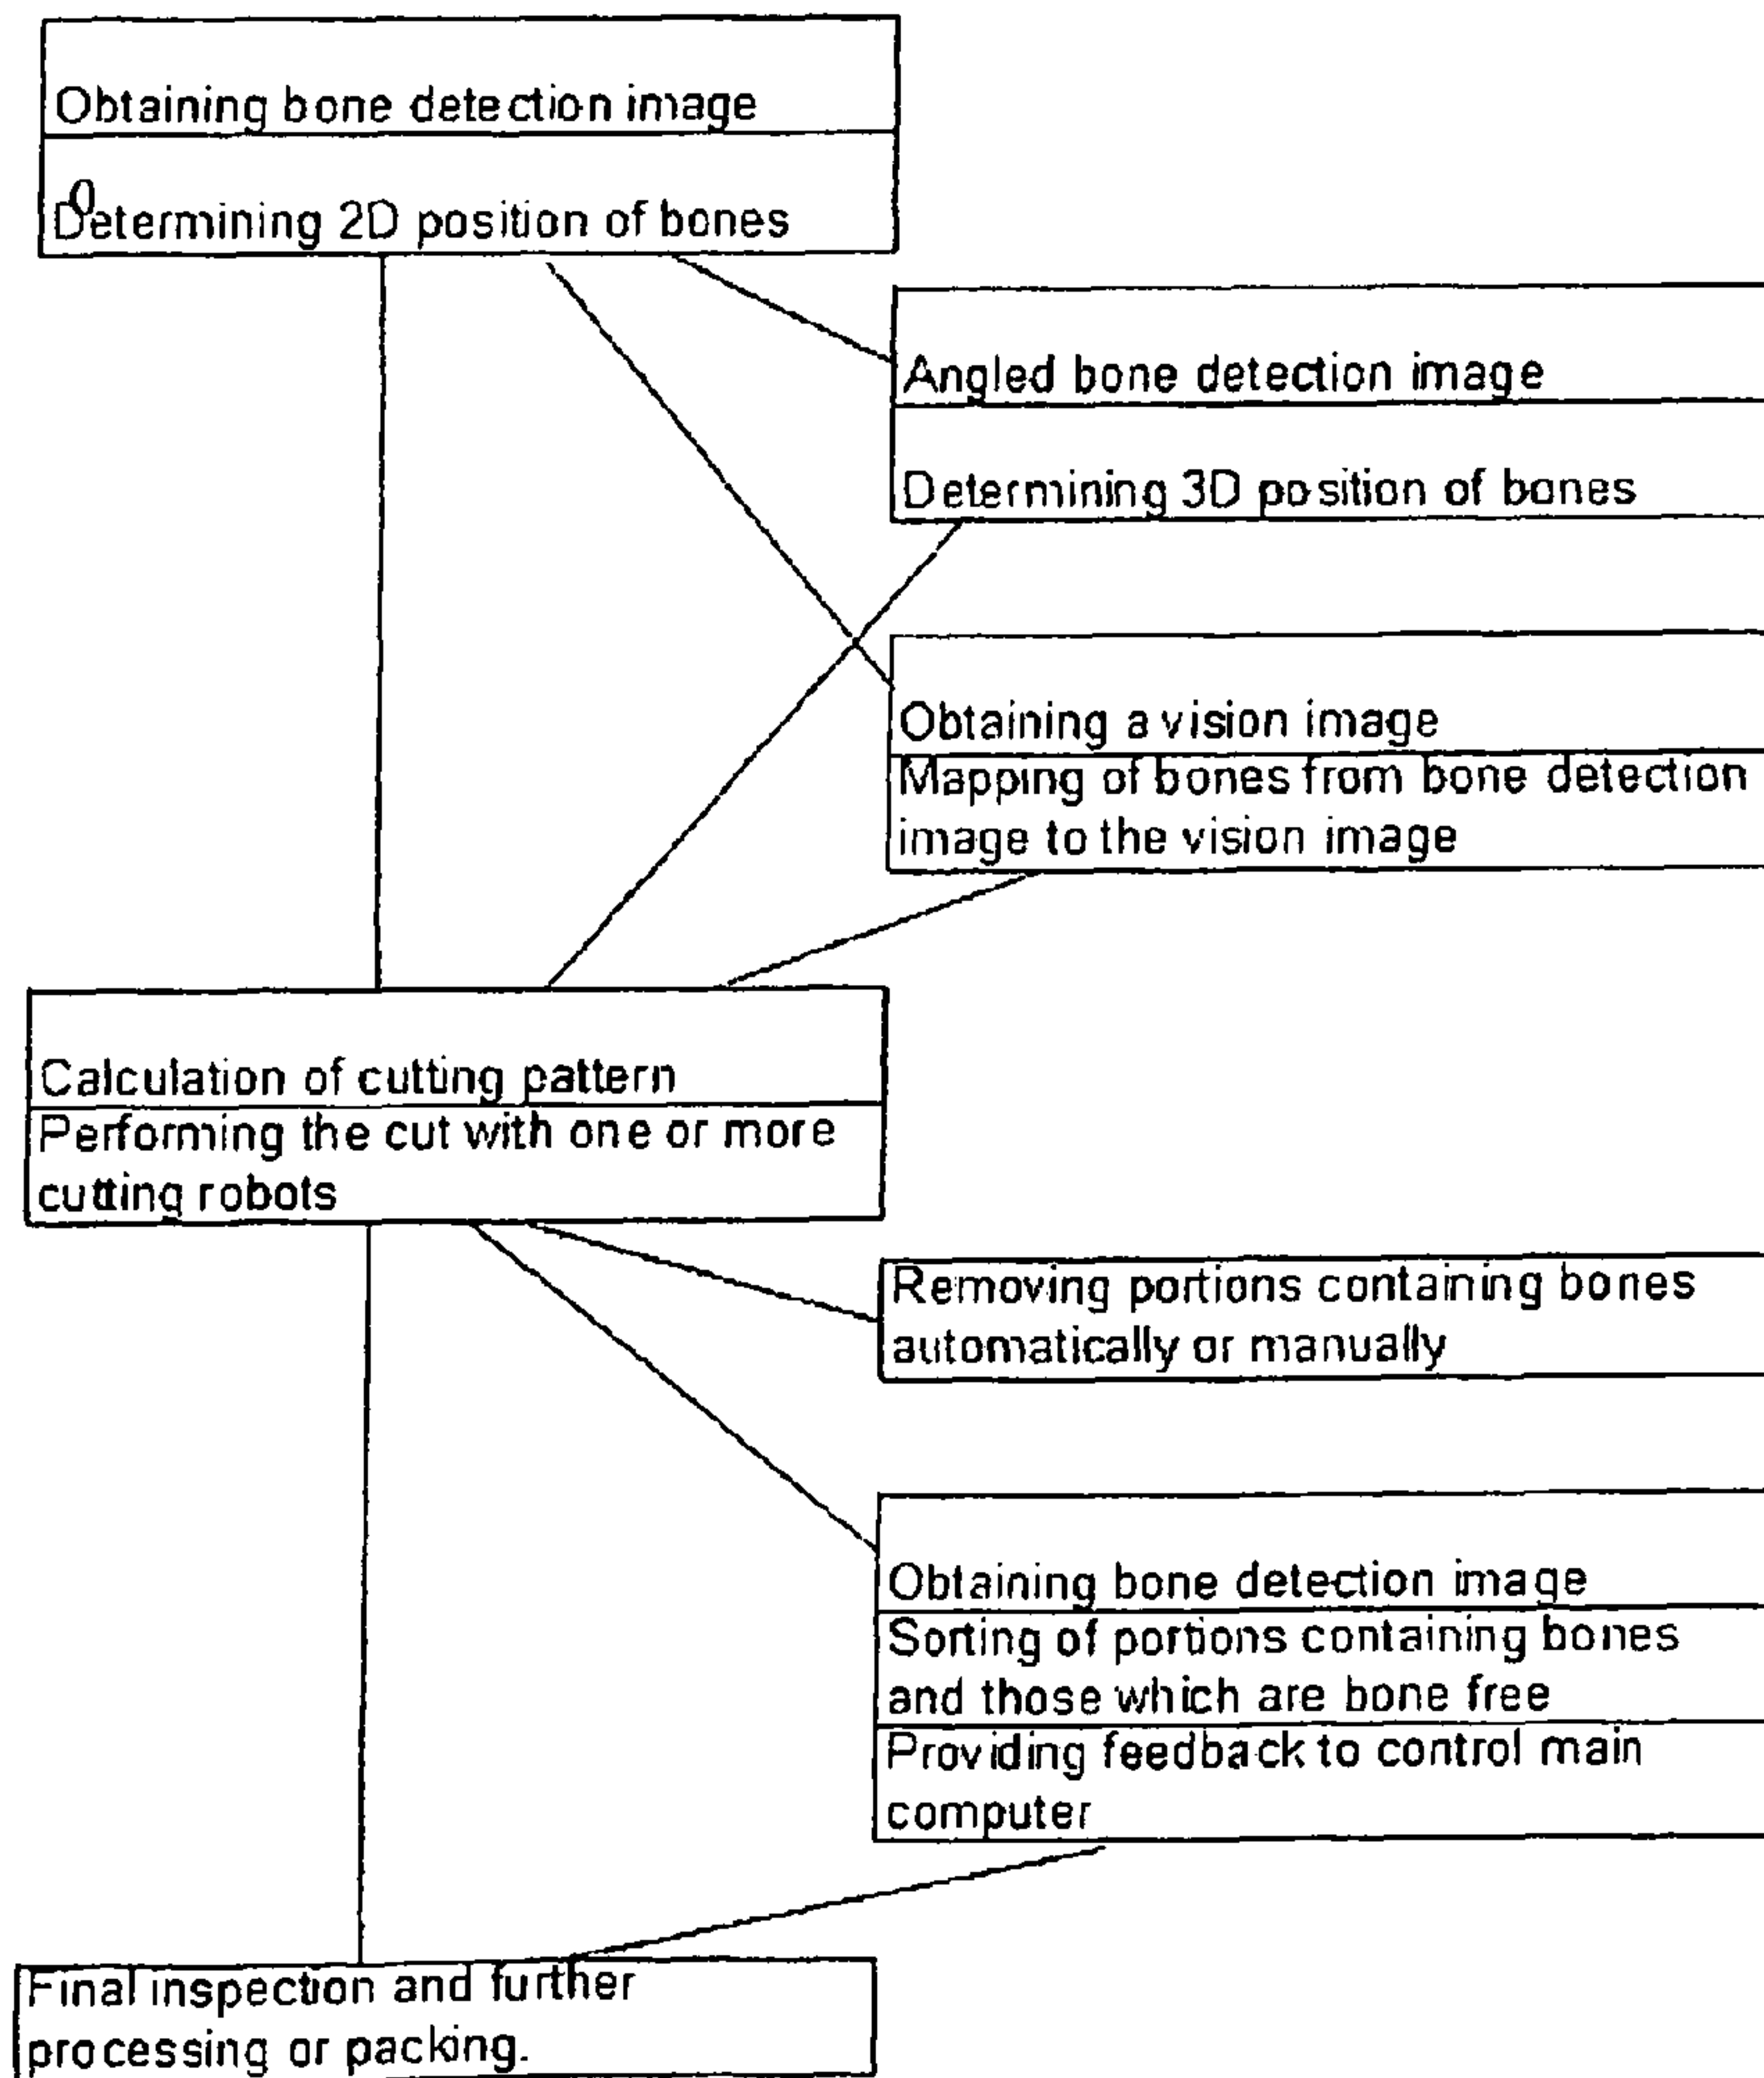 Obtaining bone detection image
Determining 2D position of bones
Angled bone detection image
Determining 3D position of bones
Obtaining a vision image
Mapping of bones from bone detection
image to the vision image
Calculation of cutting pattern
Performing the cut with one or more
cutting robots
Removing portions containing bones
automatically or manually
Obtaining bone detection image
Sorting of portions containing bones
and those which are bone free
Providing feedback to control main
computer
Final inspection and further
processing or packing.